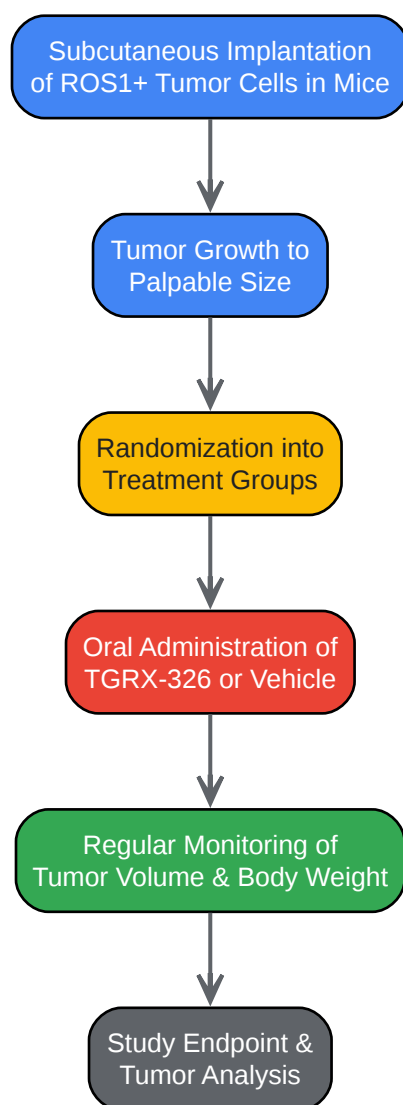 Subcutaneous Implantation
of ROS1+ Tumor Cells in Mice
Tumor Growth to
Palpable Size
Randomization into
Treatment Groups
Oral Administration of
TGRX-326 or Vehicle
Regular Monitoring of
Tumor Volume & Body Weight
Study Endpoint &
Tumor Analysis